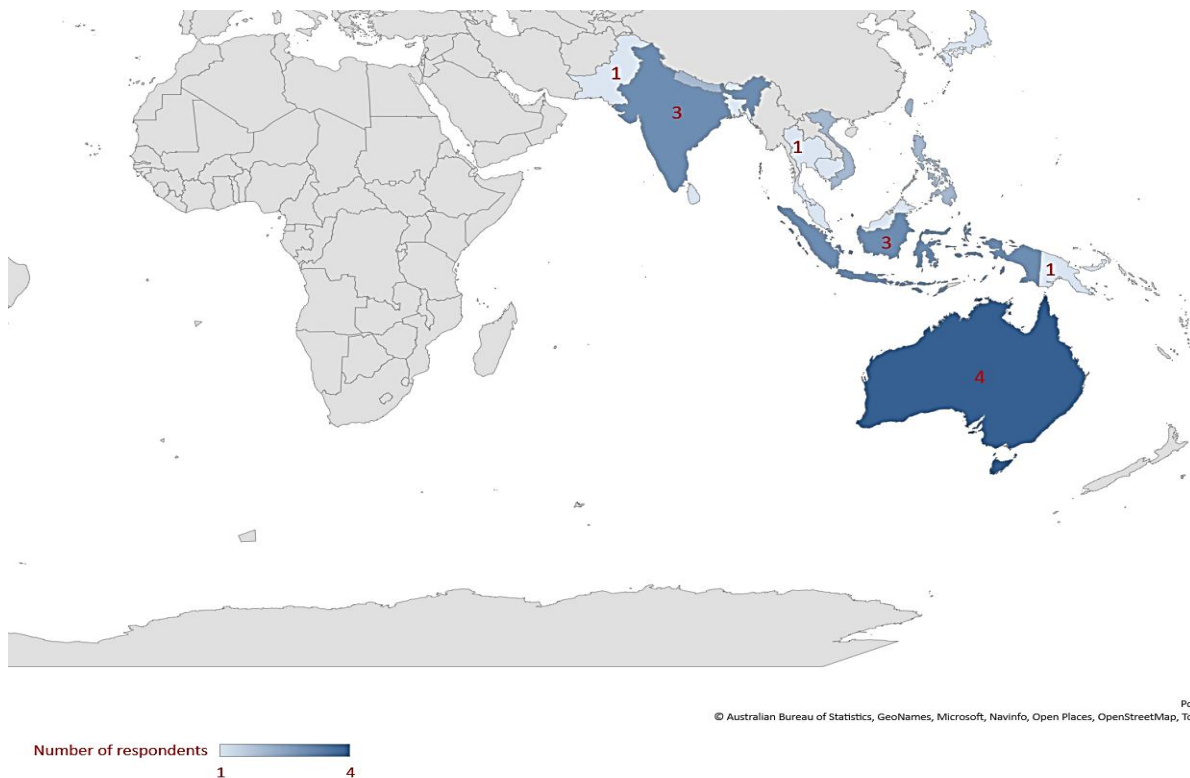 1
3
1
3
1
4
Po
© Australian Bureau of Statistics, GeoNames, Microsoft, Navinfo, Open Places, OpenStreetMap, To
Number of respondents
1 4